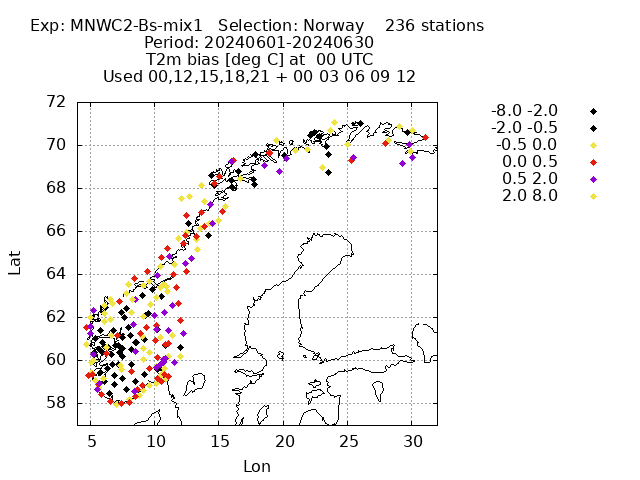 Exp: MNWC2-Bs-mix1 Selection: Norway 236 stations
Period: 20240601-20240630
T2m bias [deg C] at 00 UTC
Used 00,12,15,18,21 + 00 03 06 09 12
-8.0 -2.0
-2.0 -0.5
-0.5 0.0
0.0 0.5
0.5 2.0
2.0 8.0
72
70
68
66
64
62
60
58
Lat
5 10 15 20 25 30
Lon